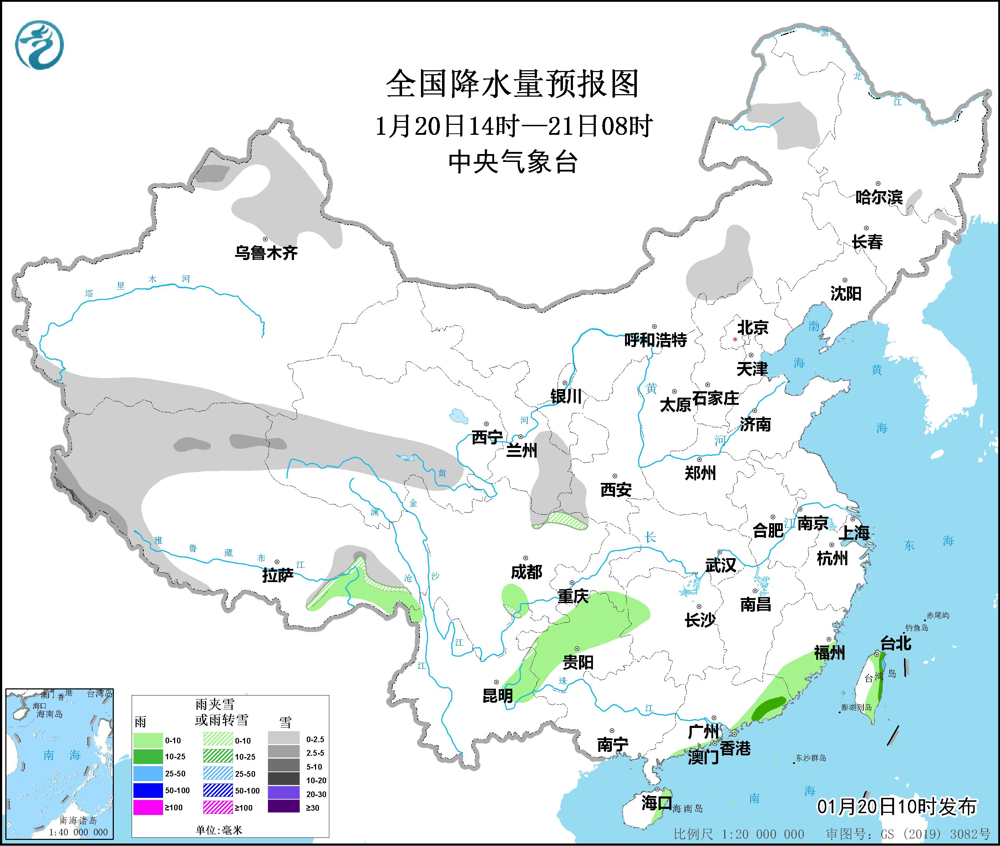 全国降水量预报图
1月20日14时—21日08时
中央气象台
黑
龙
江
哈尔滨
长春
沈阳
乌鲁木齐
塔里木河
呼和浩特
北京
天津
渤
海
黄
海
银川
黄
太原
石家庄
济南
河
西宁
兰州
河
郑州
西安
黄
金
澜
合肥
江
南京
上海
杭州
东海
长
武汉
雅鲁藏布江
拉萨
沧
沙
成都
重庆
南昌
长沙
赤尾屿
钓鱼岛
台北
福州
台湾岛
江
江
贵阳
珠
江
昆明
澎湖列岛
广州
香港
澳门
南宁
东沙群岛
海口
海南岛
南
海
澳门
香港
台湾岛
海口
海南岛
南海
南海诸岛
1:40 000 000
雨
雨夹雪
或雨转雪
雪
0-10
0-10
0-2.5
10-25
10-25
2.5-5
25-50
25-50
5-10
50-100
50-100
10-20
≥100
≥100
20-30
≥30
单位:毫米
01月20日10时发布
比例尺 1:20 000 000
审图号: GS (2019) 3082号